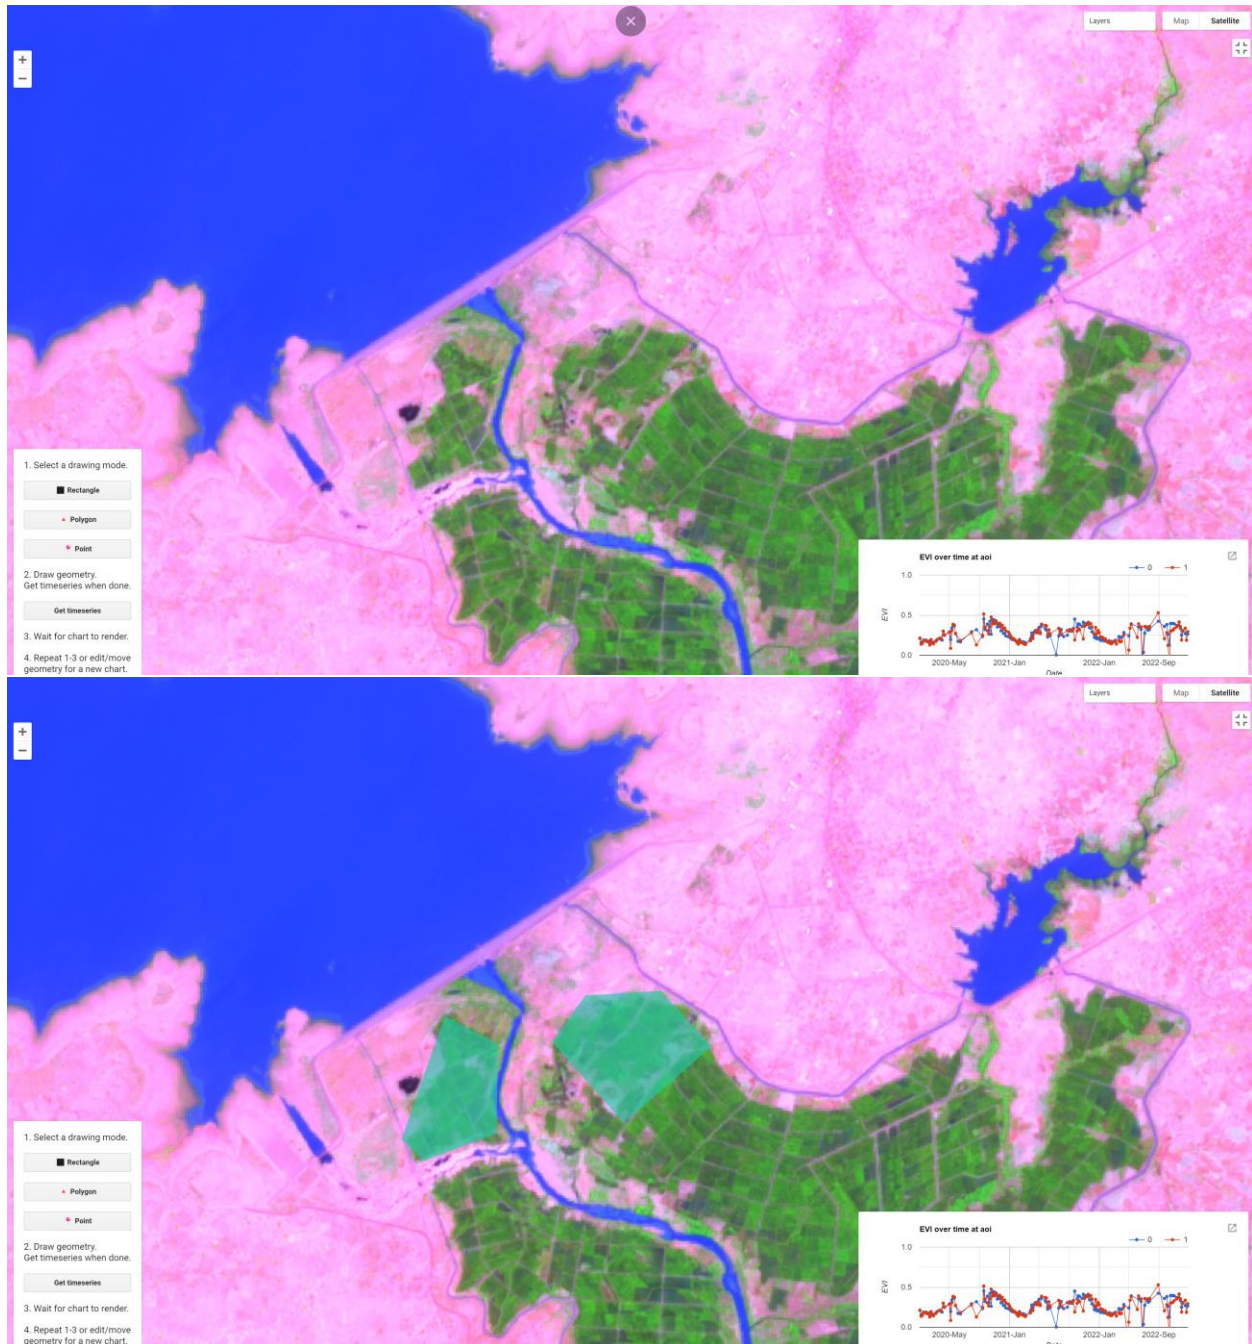 Layers
Map
Satellite
+
−
1. Select a drawing mode.
Rectangle
Polygon
Point
2. Draw geometry.
Get timeseries when done.
Get timeseries
3. Wait for chart to render.
4. Repeat 1-3 or edit/move
geometry for a new chart.
EVI over time at aoi
0 1
1.0
0.5
0.0
EVI
2020-May 2021-Jan 2022-Jan 2022-Sep
Date
Layers
Map
Satellite
+
−
1. Select a drawing mode.
Rectangle
Polygon
Point
2. Draw geometry.
Get timeseries when done.
Get timeseries
3. Wait for chart to render.
4. Repeat 1-3 or edit/move
geometry for a new chart.
EVI over time at aoi
0 1
1.0
0.5
0.0
EVI
2020-May 2021-Jan 2022-Jan 2022-Sep